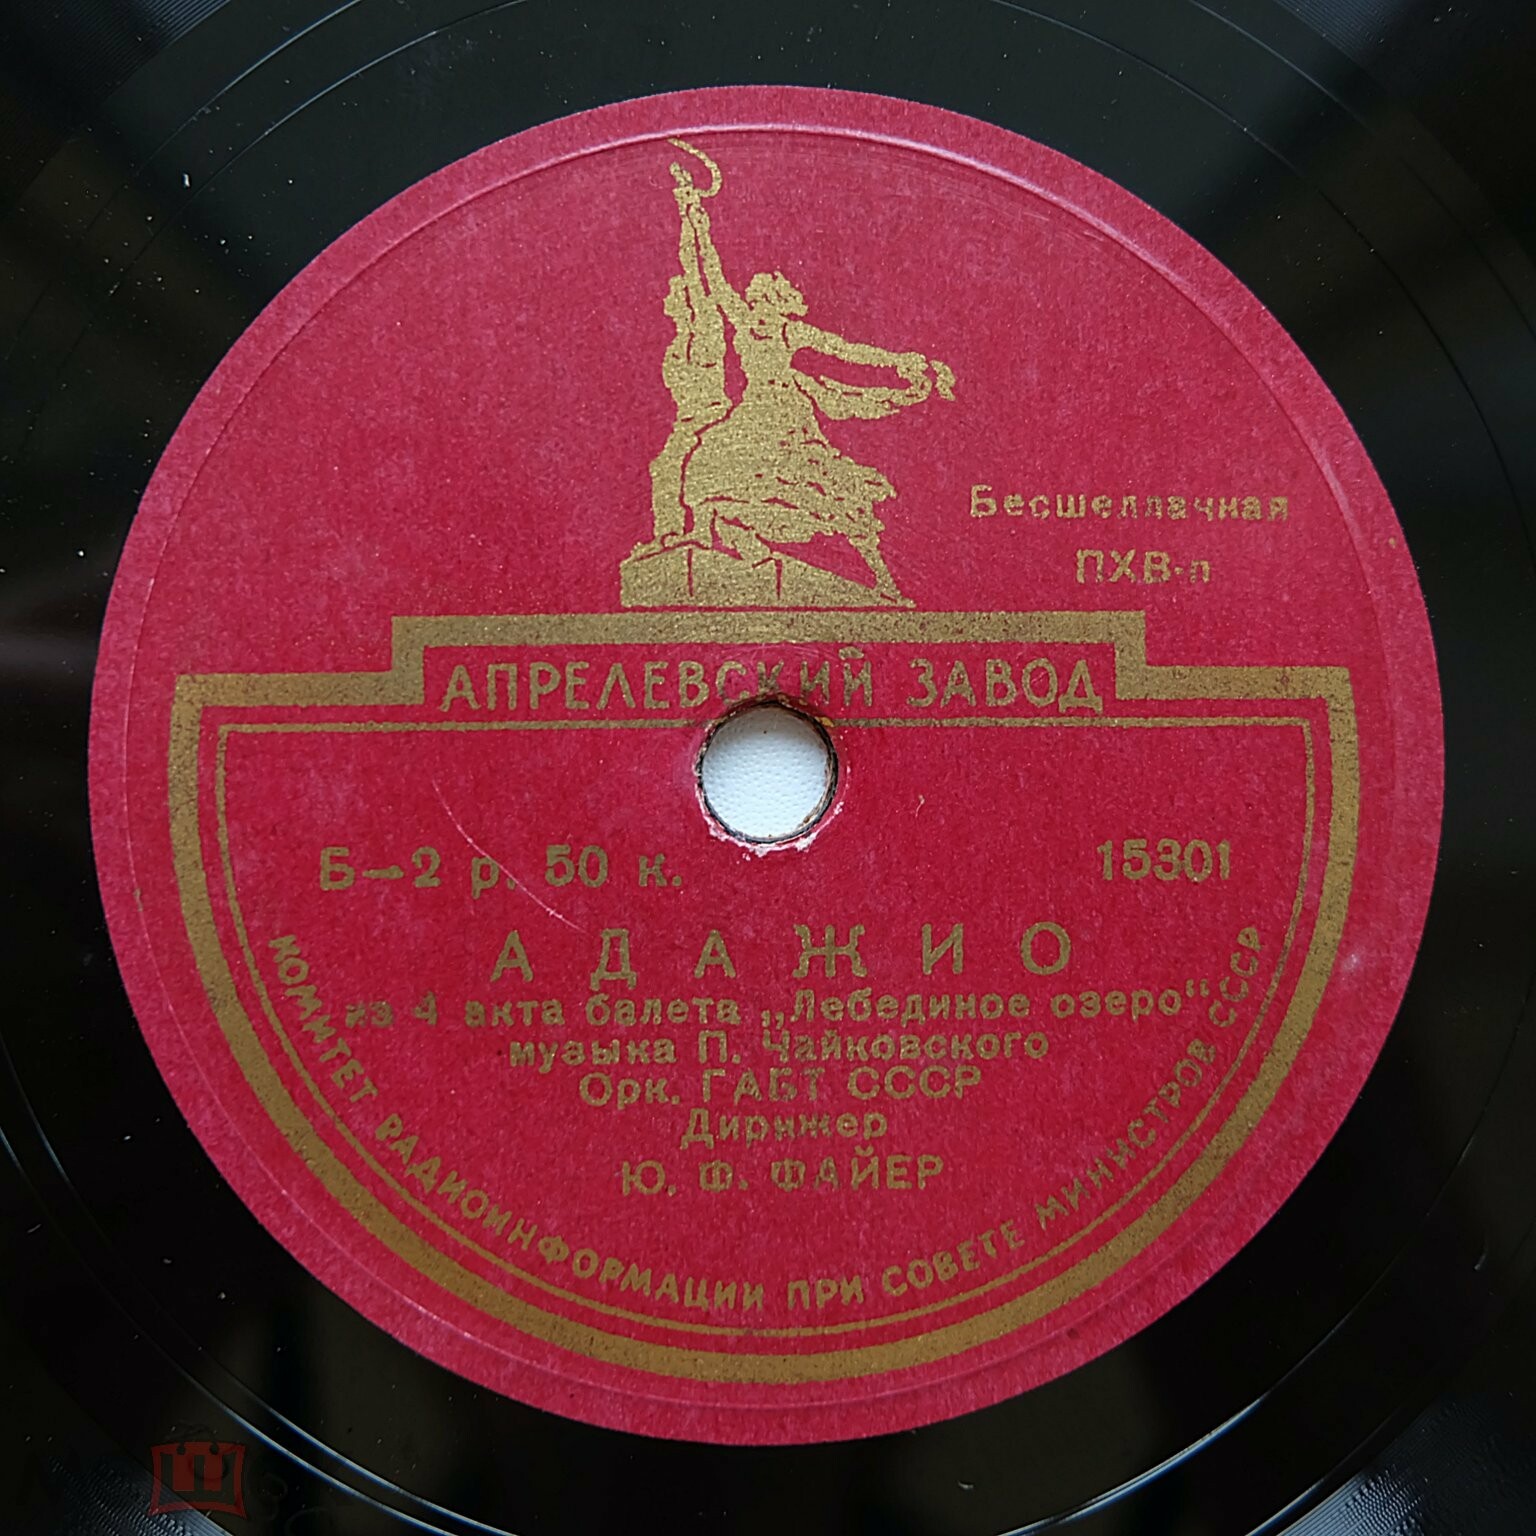 Бесшеллачная
ПХВ-п
АПРЕЛЕВСКИЙ ЗАВОД
Б—2 р. 50 к.
15301
АДАЖИО
из 4 акта балета „Лебединое озеро“
музыка П. Чайковского
Орк. ГАБТ СССР
Дирижер
Ю. Ф. ФАЙЕР
КОМИТЕТ РАДИОИНФОРМАЦИИ ПРИ СОВЕТЕ МИНИСТРОВ СССР